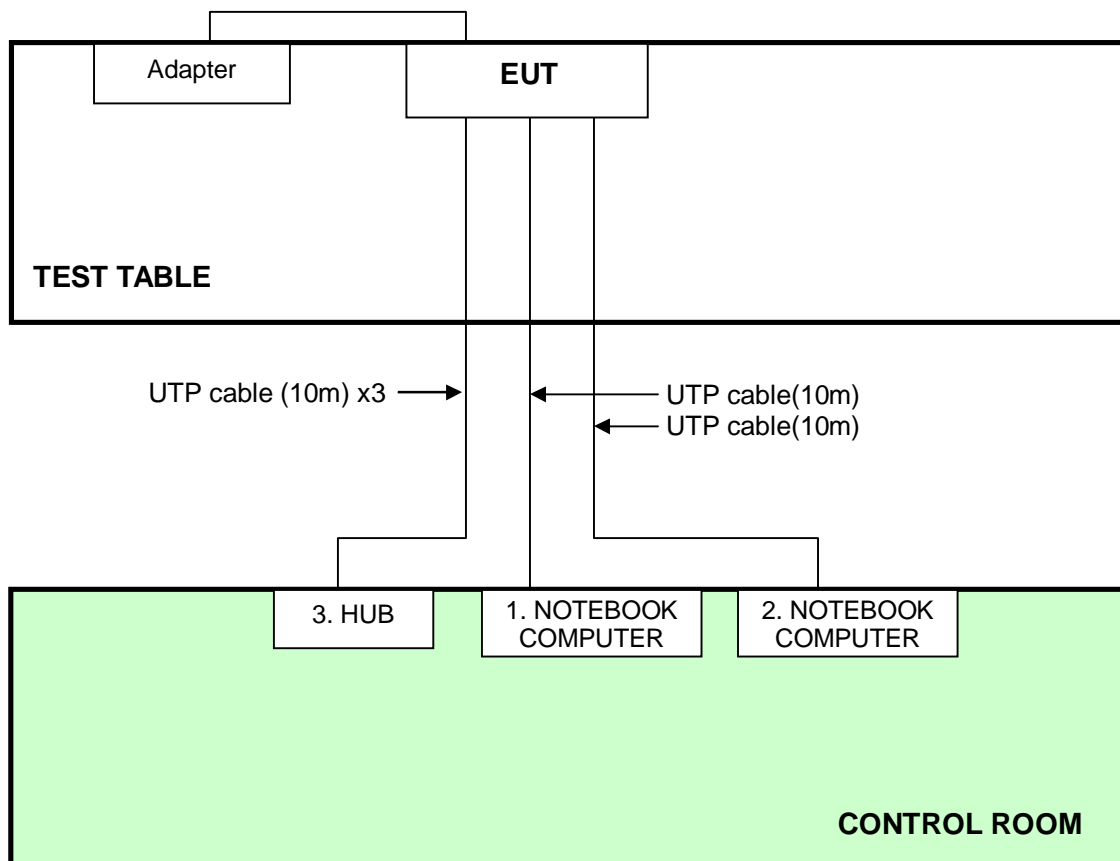 Adapter
EUT
TEST TABLE
UTP cable (10m) x3
UTP cable(10m)
UTP cable(10m)
3. HUB
1. NOTEBOOK
COMPUTER
2. NOTEBOOK
COMPUTER
CONTROL ROOM